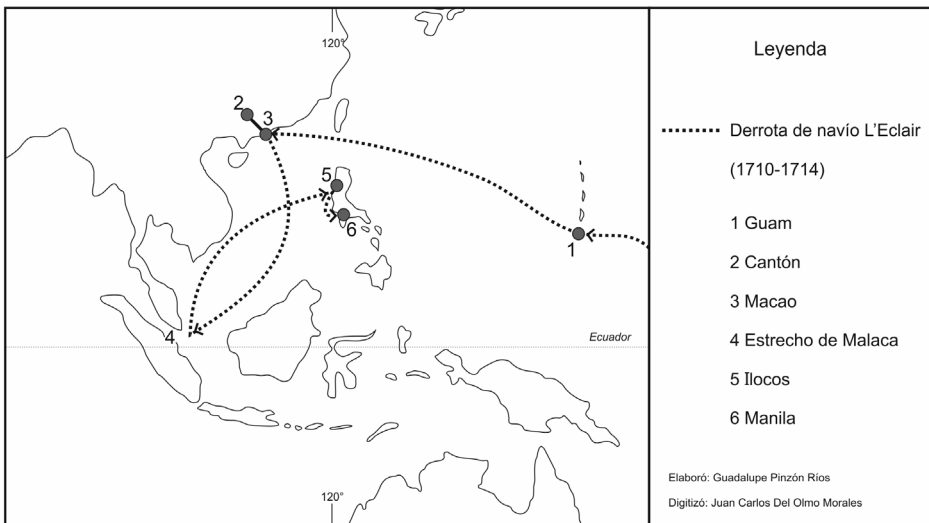 120°
2
3
5
6
1
4
Ecuador
120°
Leyenda
Derrota de navío L'Eclair
(1710-1714)
1 Guam
2 Cantón
3 Macao
4 Estrecho de Malaca
5 Ilocos
6 Manila
Elaboró: Guadalupe Pinzón Ríos
Digitizó: Juan Carlos Del Olmo Morales